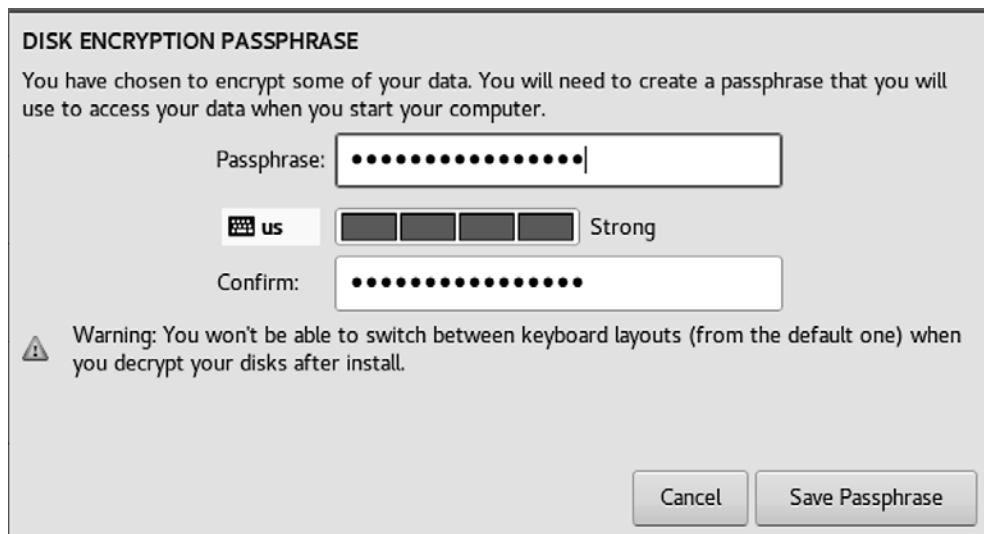 DISK ENCRYPTION PASSPHRASE
You have chosen to encrypt some of your data. You will need to create a passphrase that you will
use to access your data when you start your computer.
Passphrase: ••••••••••••••••
us Strong
Confirm: ••••••••••••••••
Warning: You won't be able to switch between keyboard layouts (from the default one) when
you decrypt your disks after install.
Cancel Save Passphrase